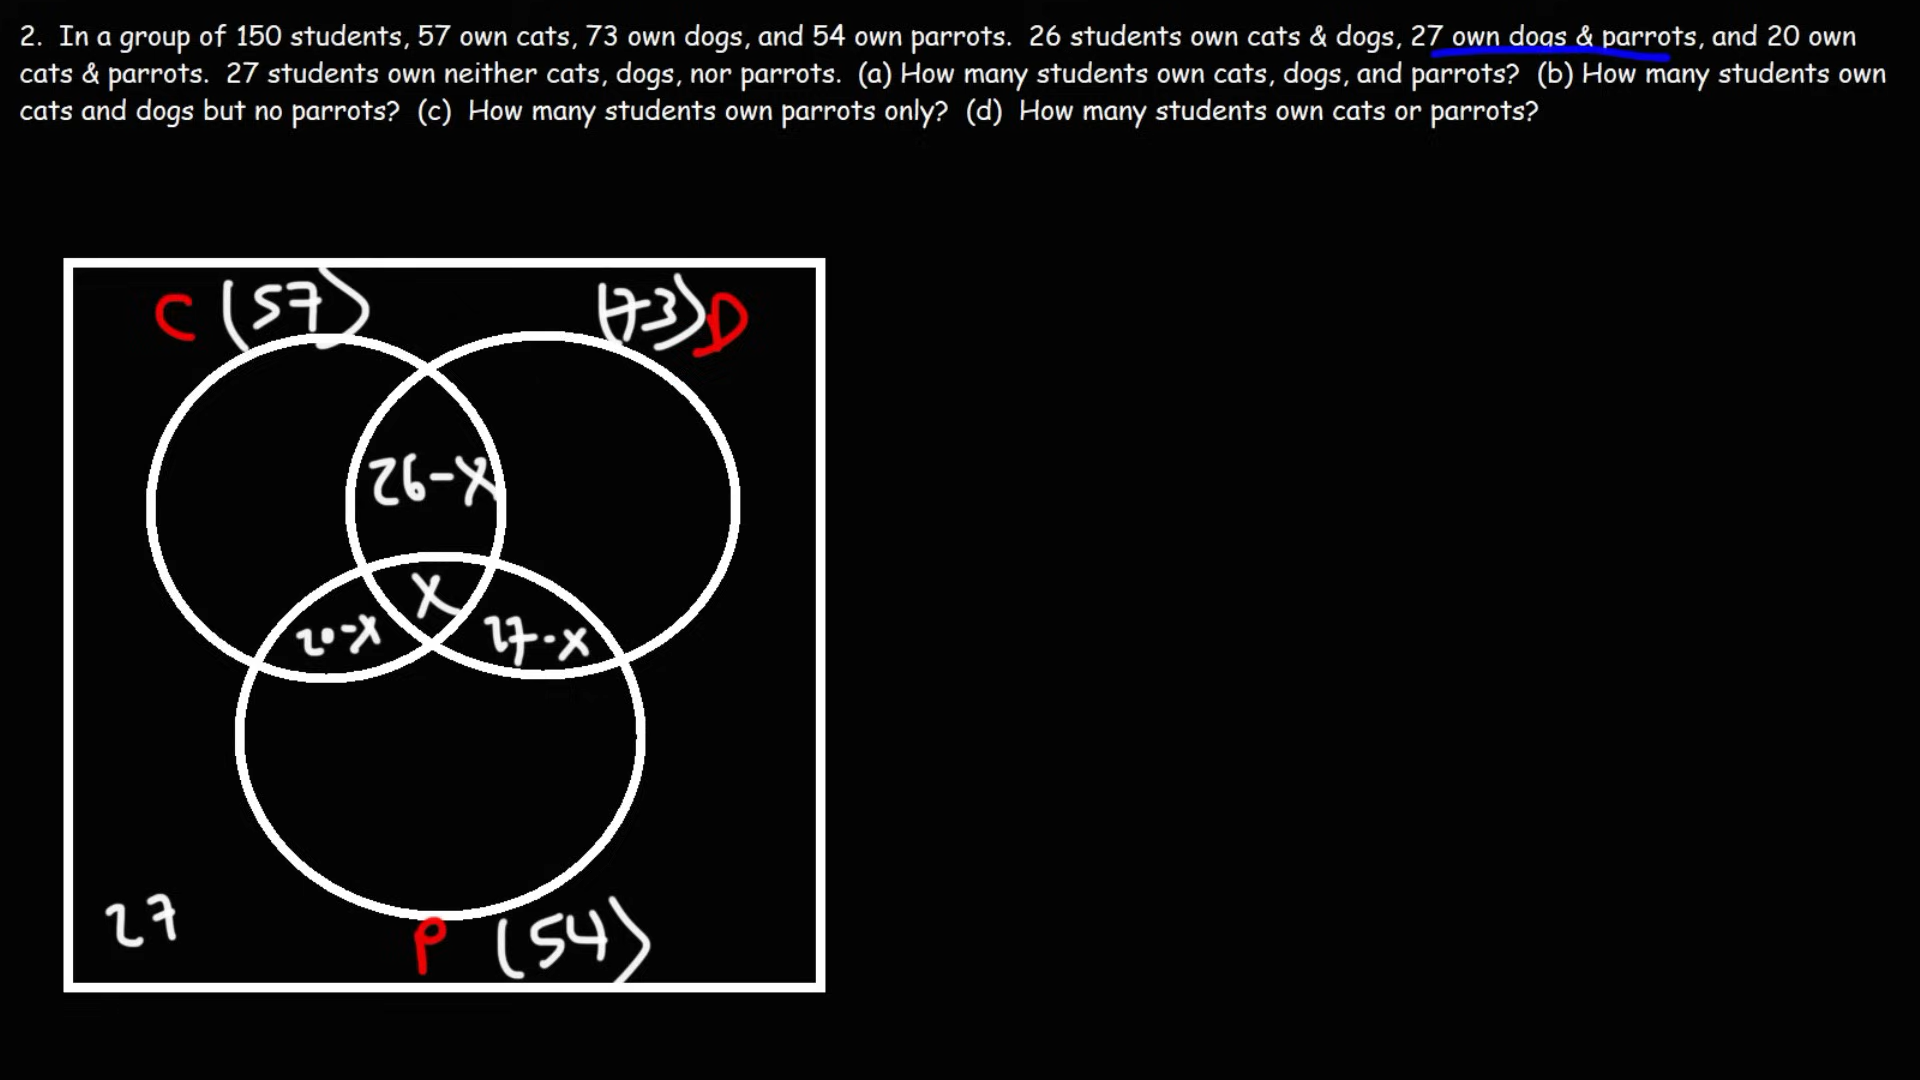 2. In a group of 150 students, 57 own cats, 73 own dogs, and 54 own parrots. 26 students own cats & dogs, 27 own dogs & parrots, and 20 own
cats & parrots. 27 students own neither cats, dogs, nor parrots. (a) How many students own cats, dogs, and parrots? (b) How many students own
cats and dogs but no parrots? (c) How many students own parrots only? (d) How many students own cats or parrots?
C (57) (73) D
26-X
X
20-X 27-X
27
P (54)